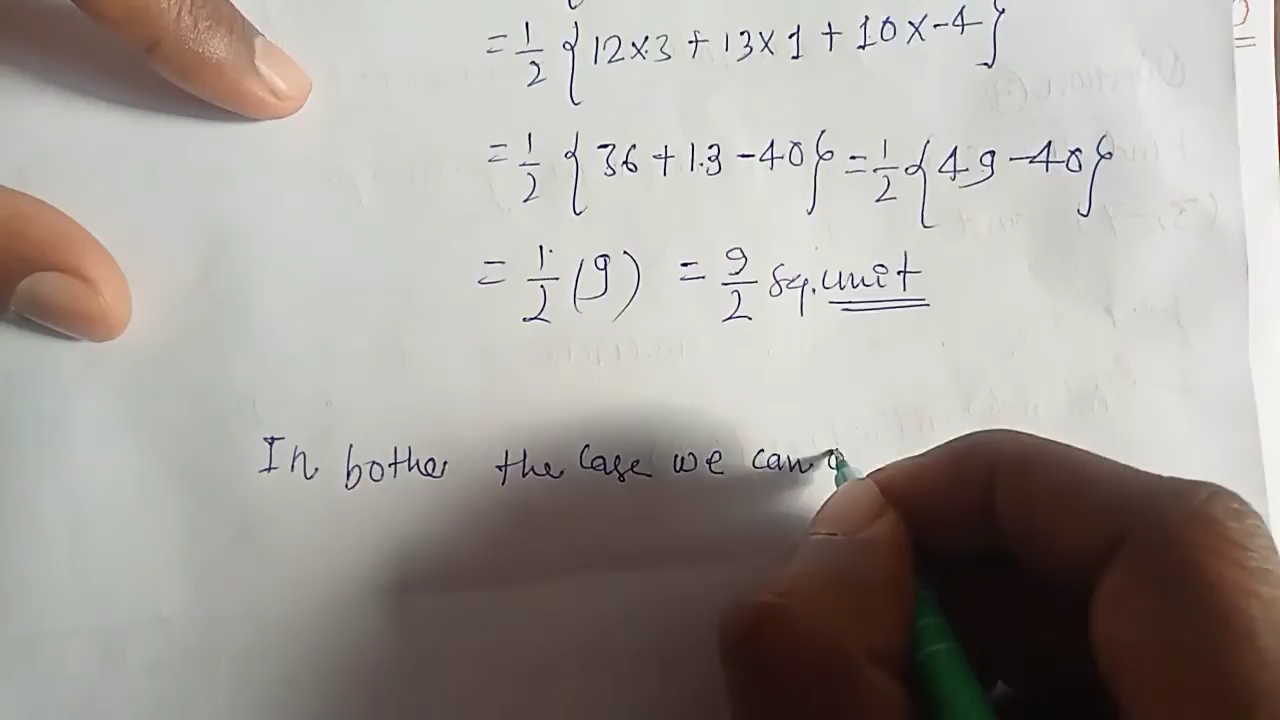 = 1/2 {12×3 + 13×1 + 10×-4}
= 1/2 {36 + 13 - 40} = 1/2 {49 - 40}
= 1/2 (9) = 9/2 sq. unit
In bother the case we can